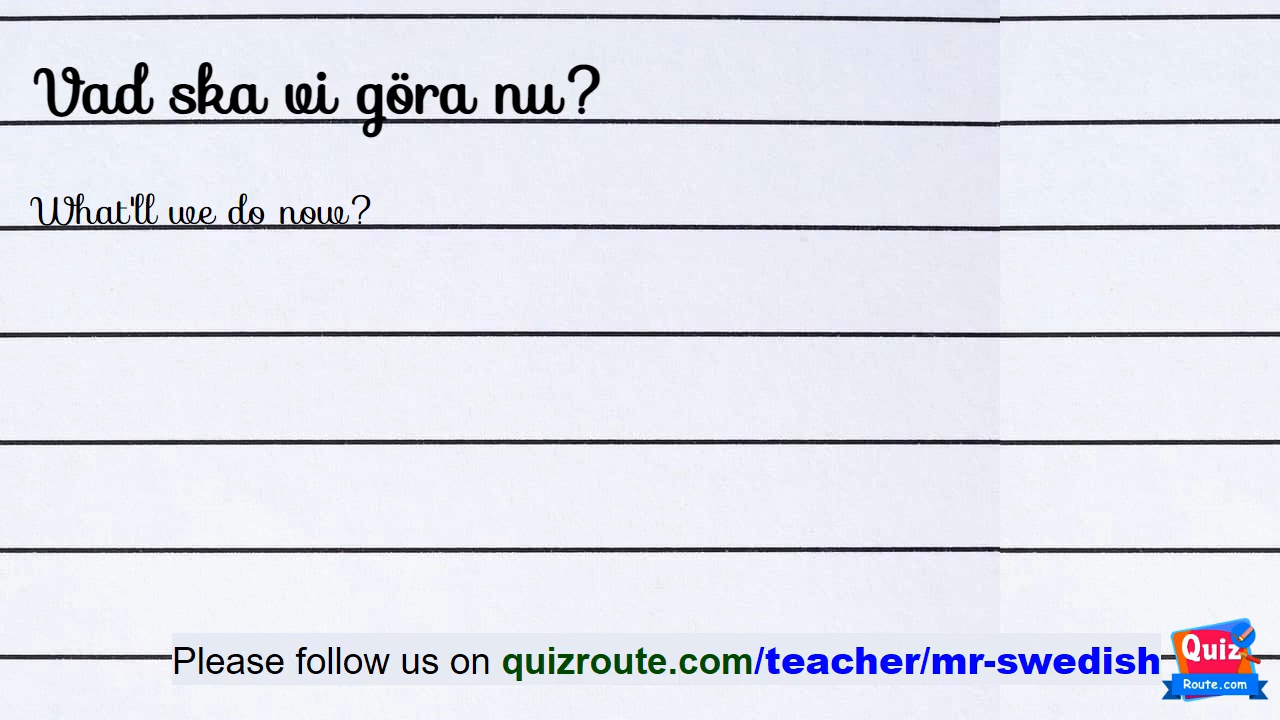 Vad ska vi göra nu?
What'll we do now?
Please follow us on quizroute.com/teacher/mr-swedish
Quiz
Route.com